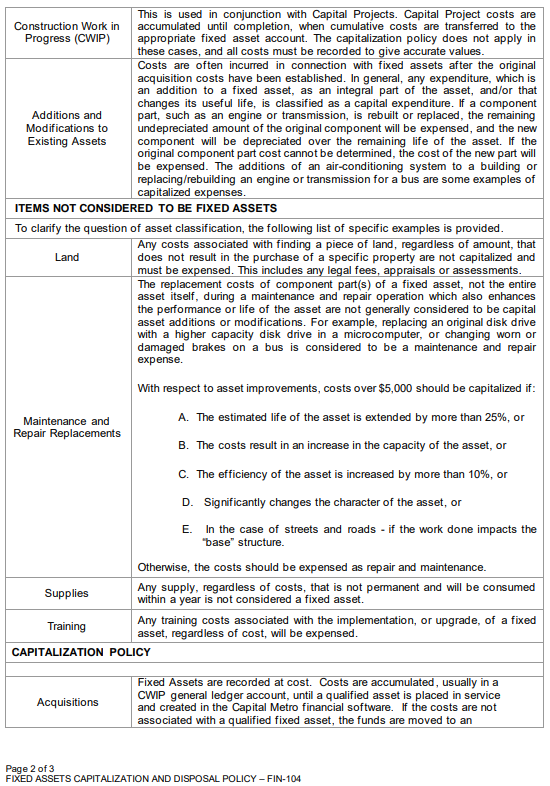 Construction Work in
Progress (CWIP)
This is used in conjunction with Capital Projects. Capital Project costs are
accumulated until completion, when cumulative costs are transferred to the
appropriate fixed asset account. The capitalization policy does not apply in
these cases, and all costs must be recorded to give accurate values.
Additions and
Modifications to
Existing Assets
Costs are often incurred in connection with fixed assets after the original
acquisition costs have been established. In general, any expenditure, which is
an addition to a fixed asset, as an integral part of the asset, and/or that
changes its useful life, is classified as a capital expenditure. If a component
part, such as an engine or transmission, is rebuilt or replaced, the remaining
undepreciated amount of the original component will be expensed, and the new
component will be depreciated over the remaining life of the asset. If the
original component part cost cannot be determined, the cost of the new part will
be expensed. The additions of an air-conditioning system to a building or
replacing/rebuilding an engine or transmission for a bus are some examples of
capitalized expenses.
ITEMS NOT CONSIDERED TO BE FIXED ASSETS
To clarify the question of asset classification, the following list of specific examples is provided.
Land
Any costs associated with finding a piece of land, regardless of amount, that
does not result in the purchase of a specific property are not capitalized and
must be expensed. This includes any legal fees, appraisals or assessments.
Maintenance and
Repair Replacements
The replacement costs of component part(s) of a fixed asset, not the entire
asset itself, during a maintenance and repair operation which also enhances
the performance or life of the asset are not generally considered to be capital
asset additions or modifications. For example, replacing an original disk drive
with a higher capacity disk drive in a microcomputer, or changing worn or
damaged brakes on a bus is considered to be a maintenance and repair
expense.
With respect to asset improvements, costs over $5,000 should be capitalized if:
A. The estimated life of the asset is extended by more than 25%, or
B. The costs result in an increase in the capacity of the asset, or
C. The efficiency of the asset is increased by more than 10%, or
D. Significantly changes the character of the asset, or
E. In the case of streets and roads - if the work done impacts the
“base” structure.
Otherwise, the costs should be expensed as repair and maintenance.
Supplies
Any supply, regardless of costs, that is not permanent and will be consumed
within a year is not considered a fixed asset.
Training
Any training costs associated with the implementation, or upgrade, of a fixed
asset, regardless of cost, will be expensed.
CAPITALIZATION POLICY
Acquisitions
Fixed Assets are recorded at cost. Costs are accumulated, usually in a
CWIP general ledger account, until a qualified asset is placed in service
and created in the Capital Metro financial software. If the costs are not
associated with a qualified fixed asset, the funds are moved to an
Page 2 of 3
FIXED ASSETS CAPITALIZATION AND DISPOSAL POLICY – FIN-104